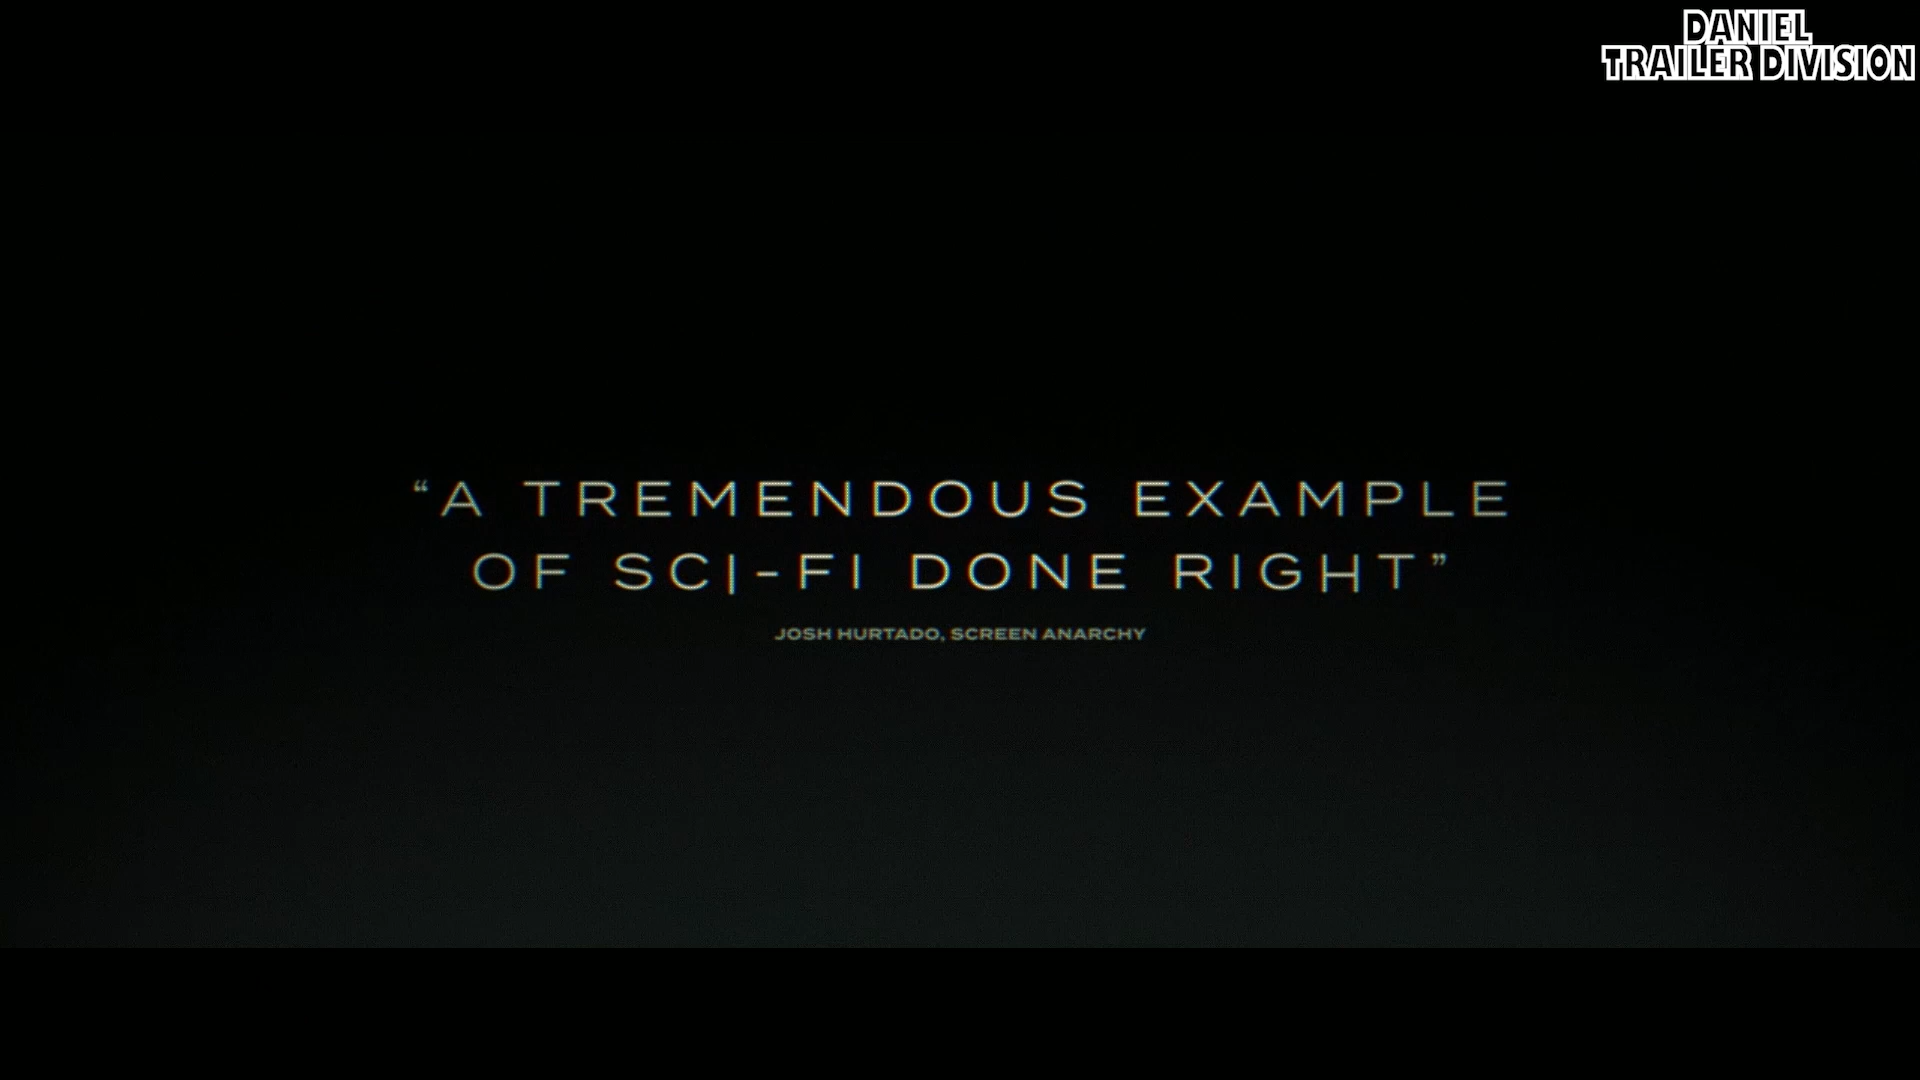 DANIEL
TRAILER DIVISION
“A TREMENDOUS EXAMPLE
OF SCI-FI DONE RIGHT”
JOSH HURTADO, SCREEN ANARCHY